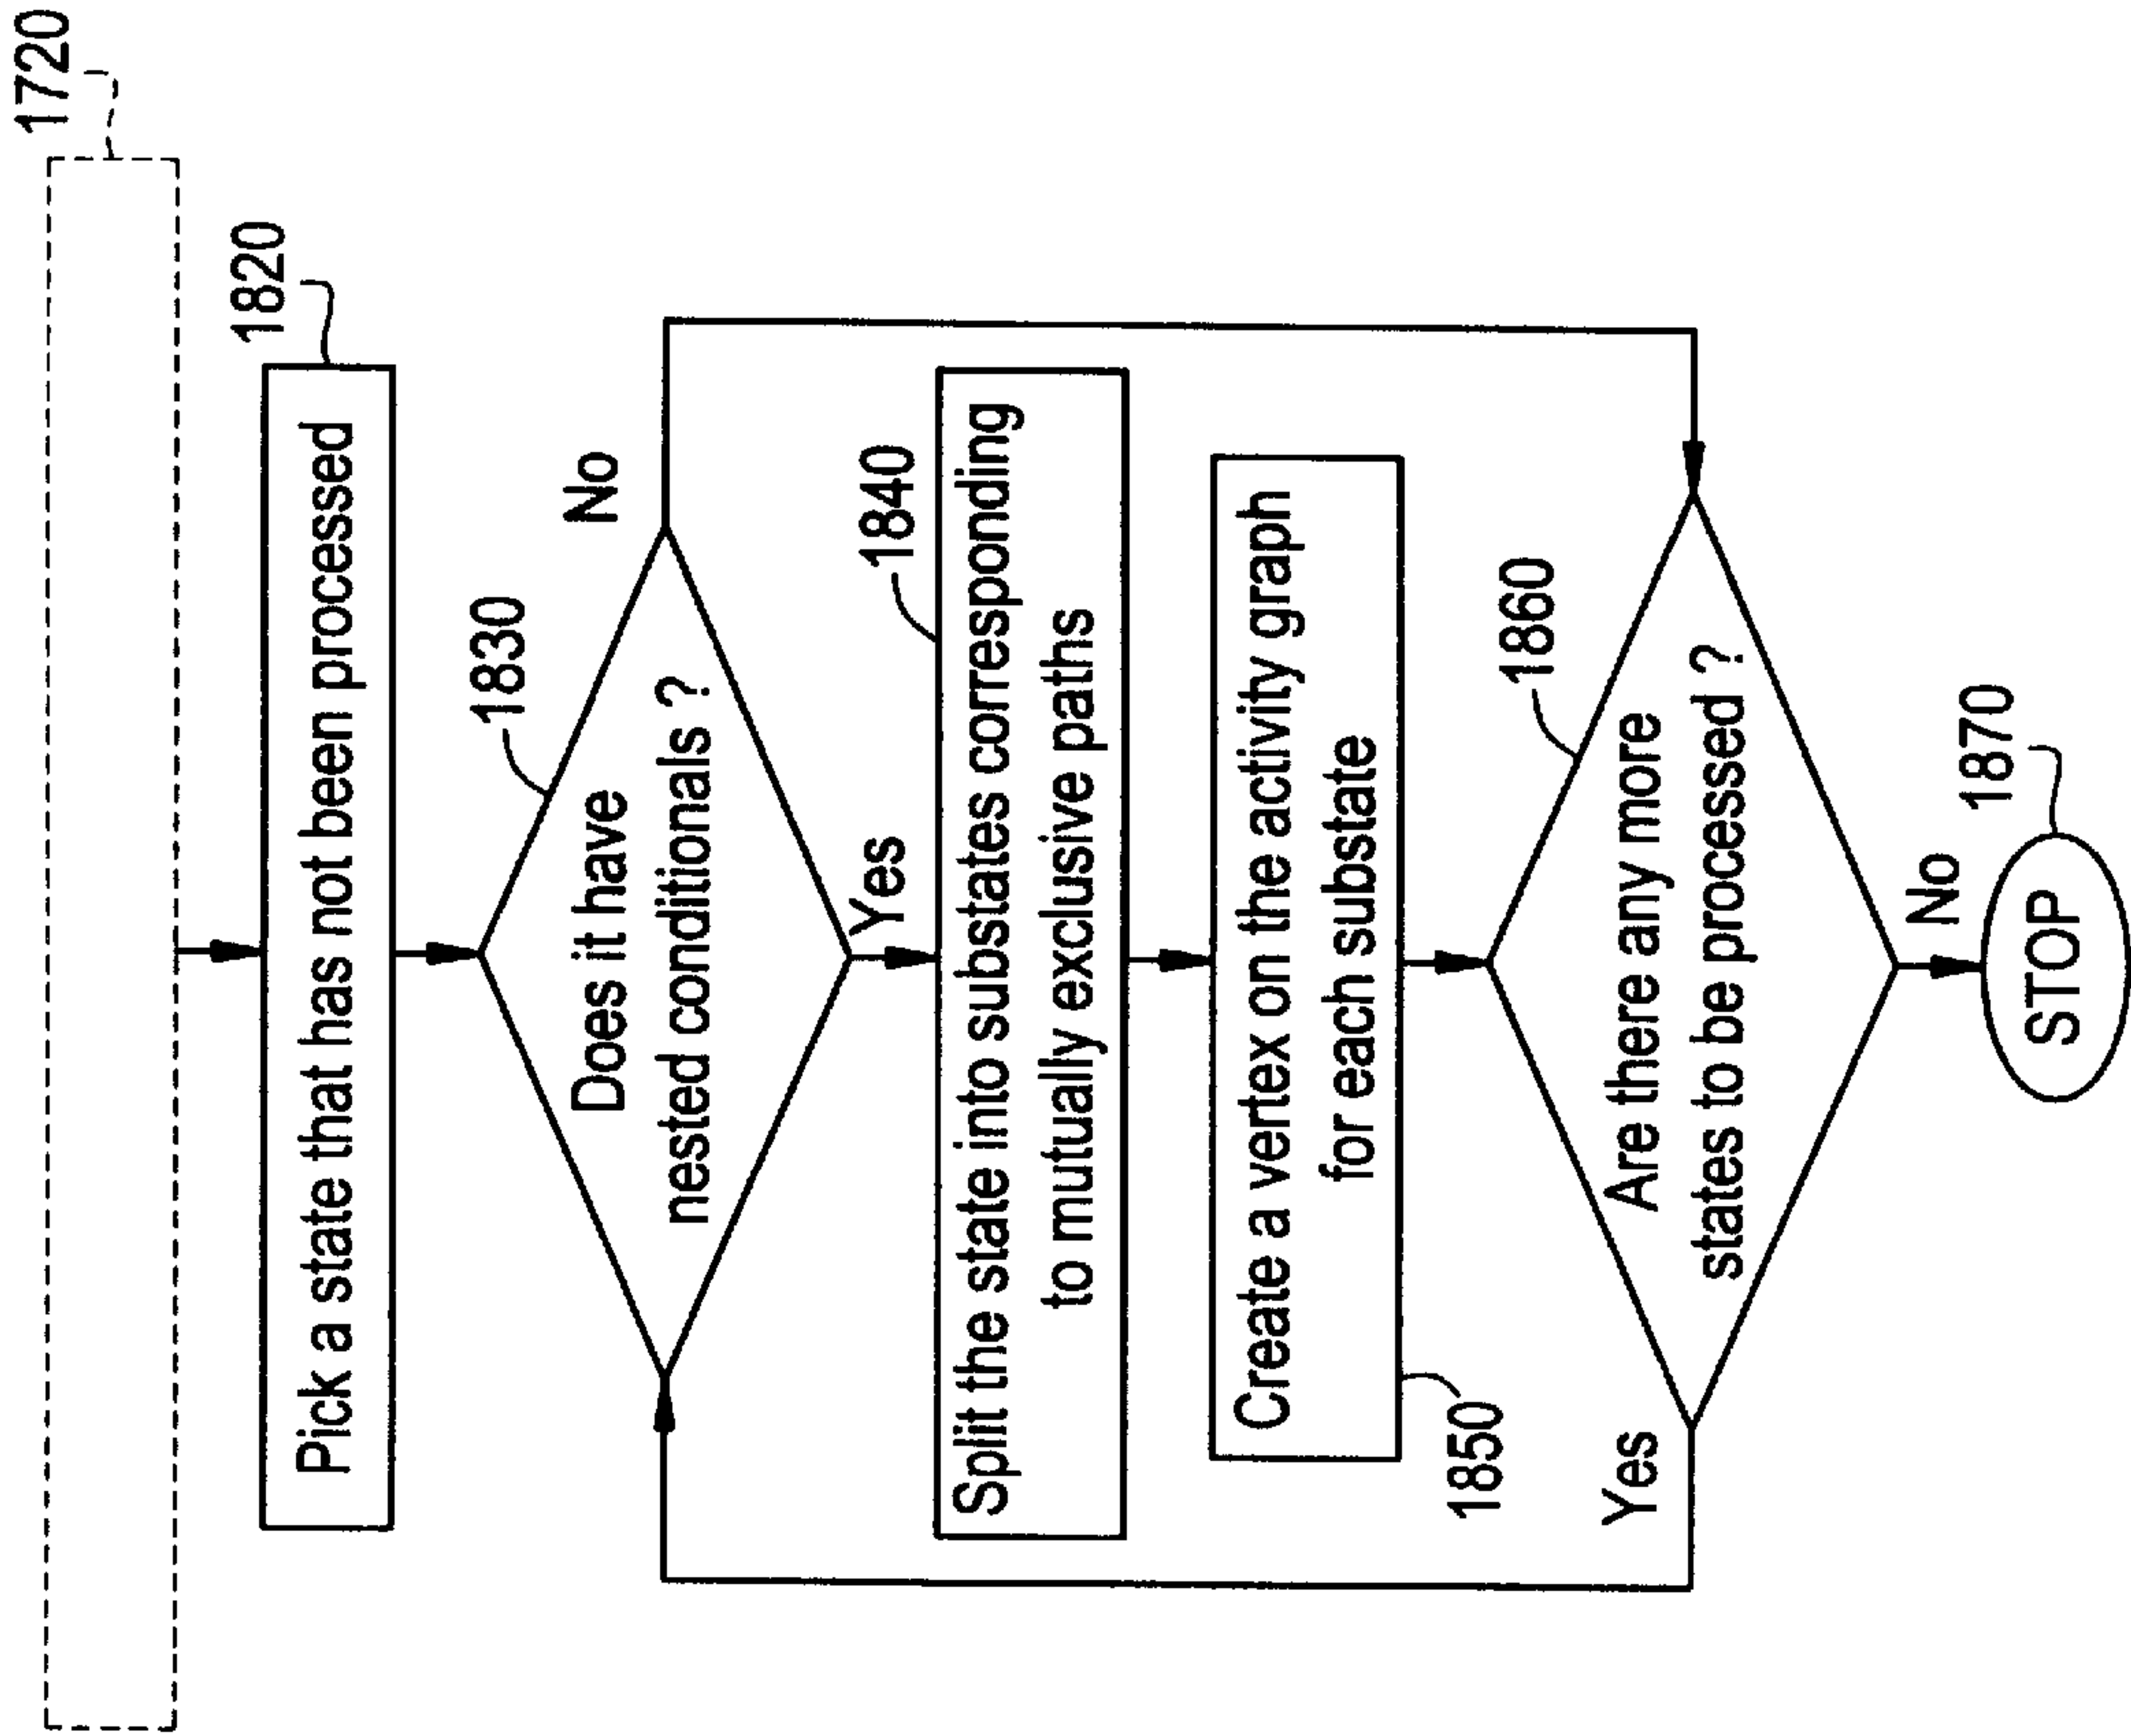 1720
1820
Pick a state that has not been processed
1830
Does it have
nested conditionals ?
No
Yes
1840
Split the state into substates corresponding
to mutually exclusive paths
Create a vertex on the activity graph
for each substate
1850
1860
Are there any more
states to be processed ?
Yes
No
1870
STOP